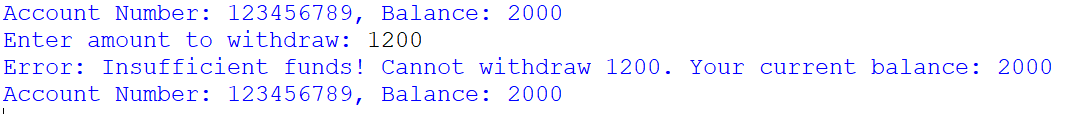 Account Number: 123456789, Balance: 2000
Enter amount to withdraw: 1200
Error: Insufficient funds! Cannot withdraw 1200. Your current balance: 2000
Account Number: 123456789, Balance: 2000